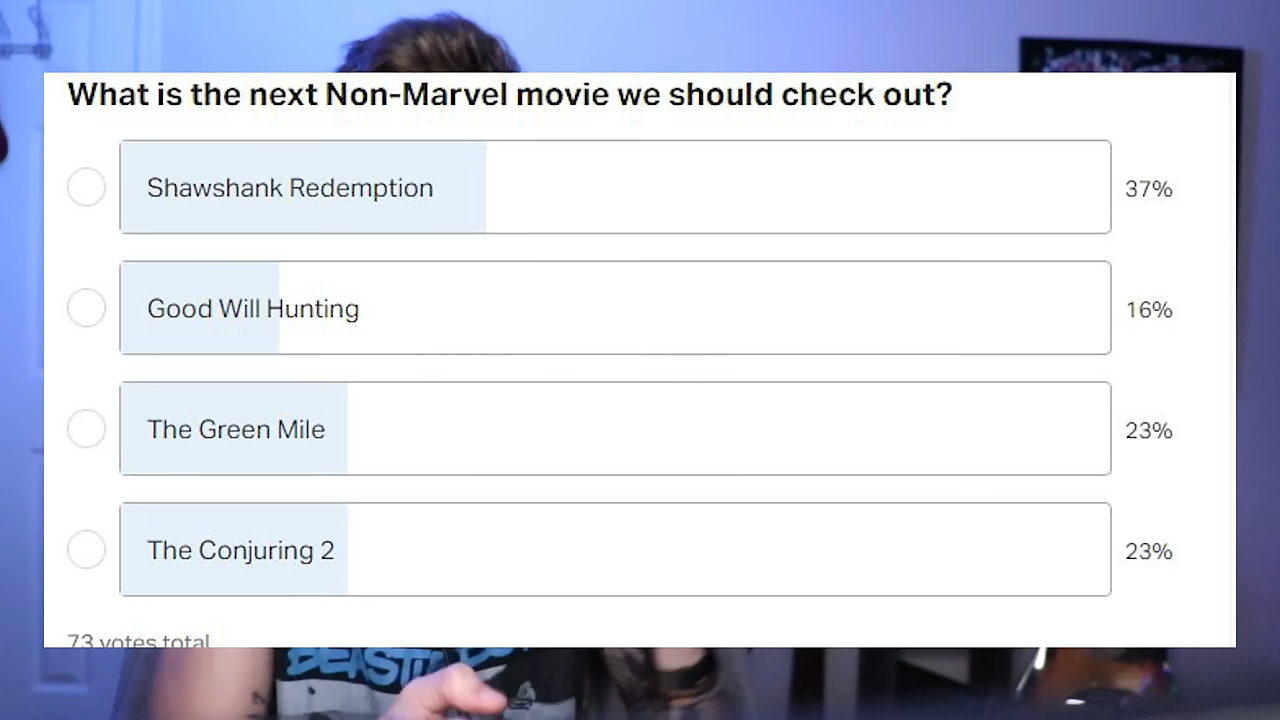 What is the next Non-Marvel movie we should check out?
Shawshank Redemption
37%
Good Will Hunting
16%
The Green Mile
23%
The Conjuring 2
23%
73 votes total
BEASTIE